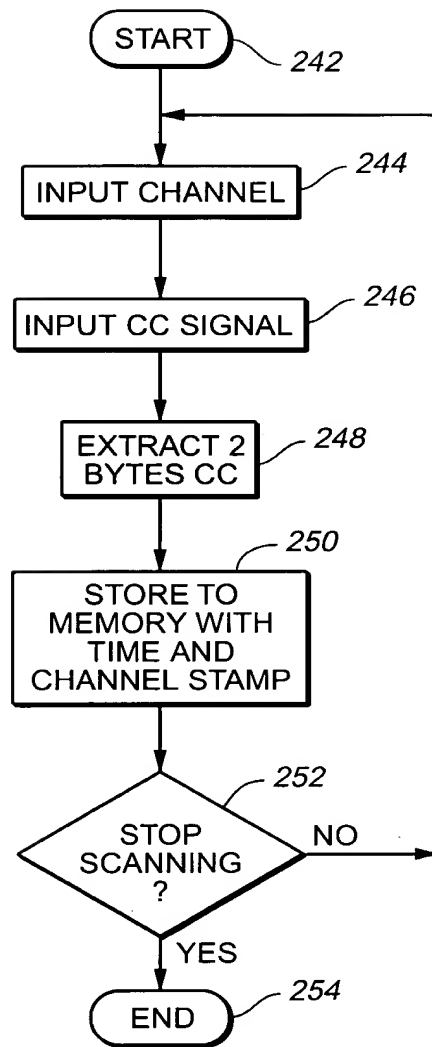 START
242
INPUT CHANNEL
244
INPUT CC SIGNAL
246
EXTRACT 2
BYTES CC
248
250
STORE TO
MEMORY WITH
TIME AND
CHANNEL STAMP
252
STOP
SCANNING
?
NO
YES
END
254